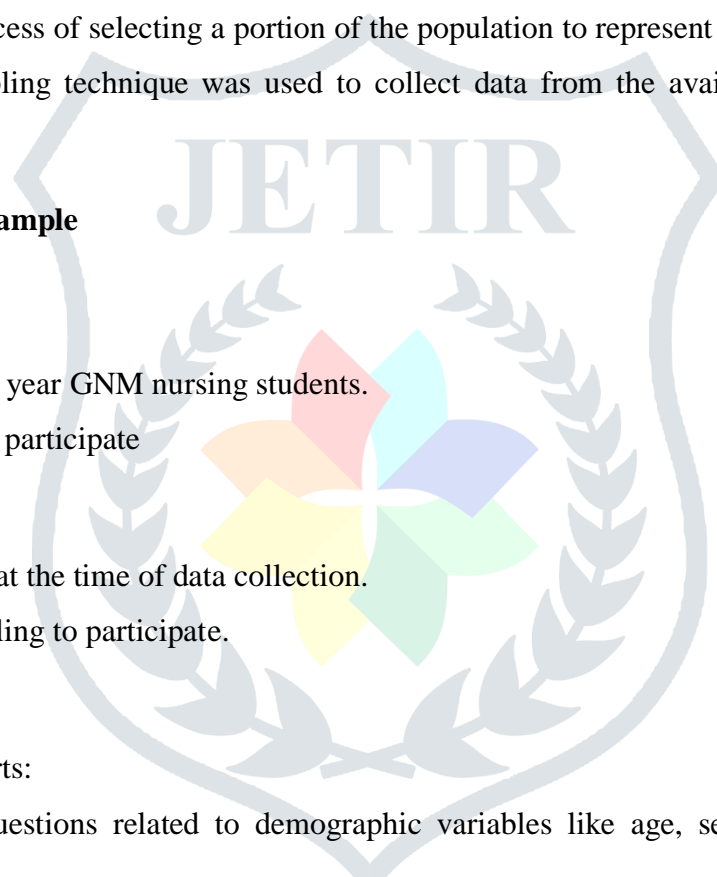 cess of selecting a portion of the population to represent
ling technique was used to collect data from the avai
JETIR
ample
year GNM nursing students.
participate
at the time of data collection.
ling to participate.
rts:
uestions related to demographic variables like age, se